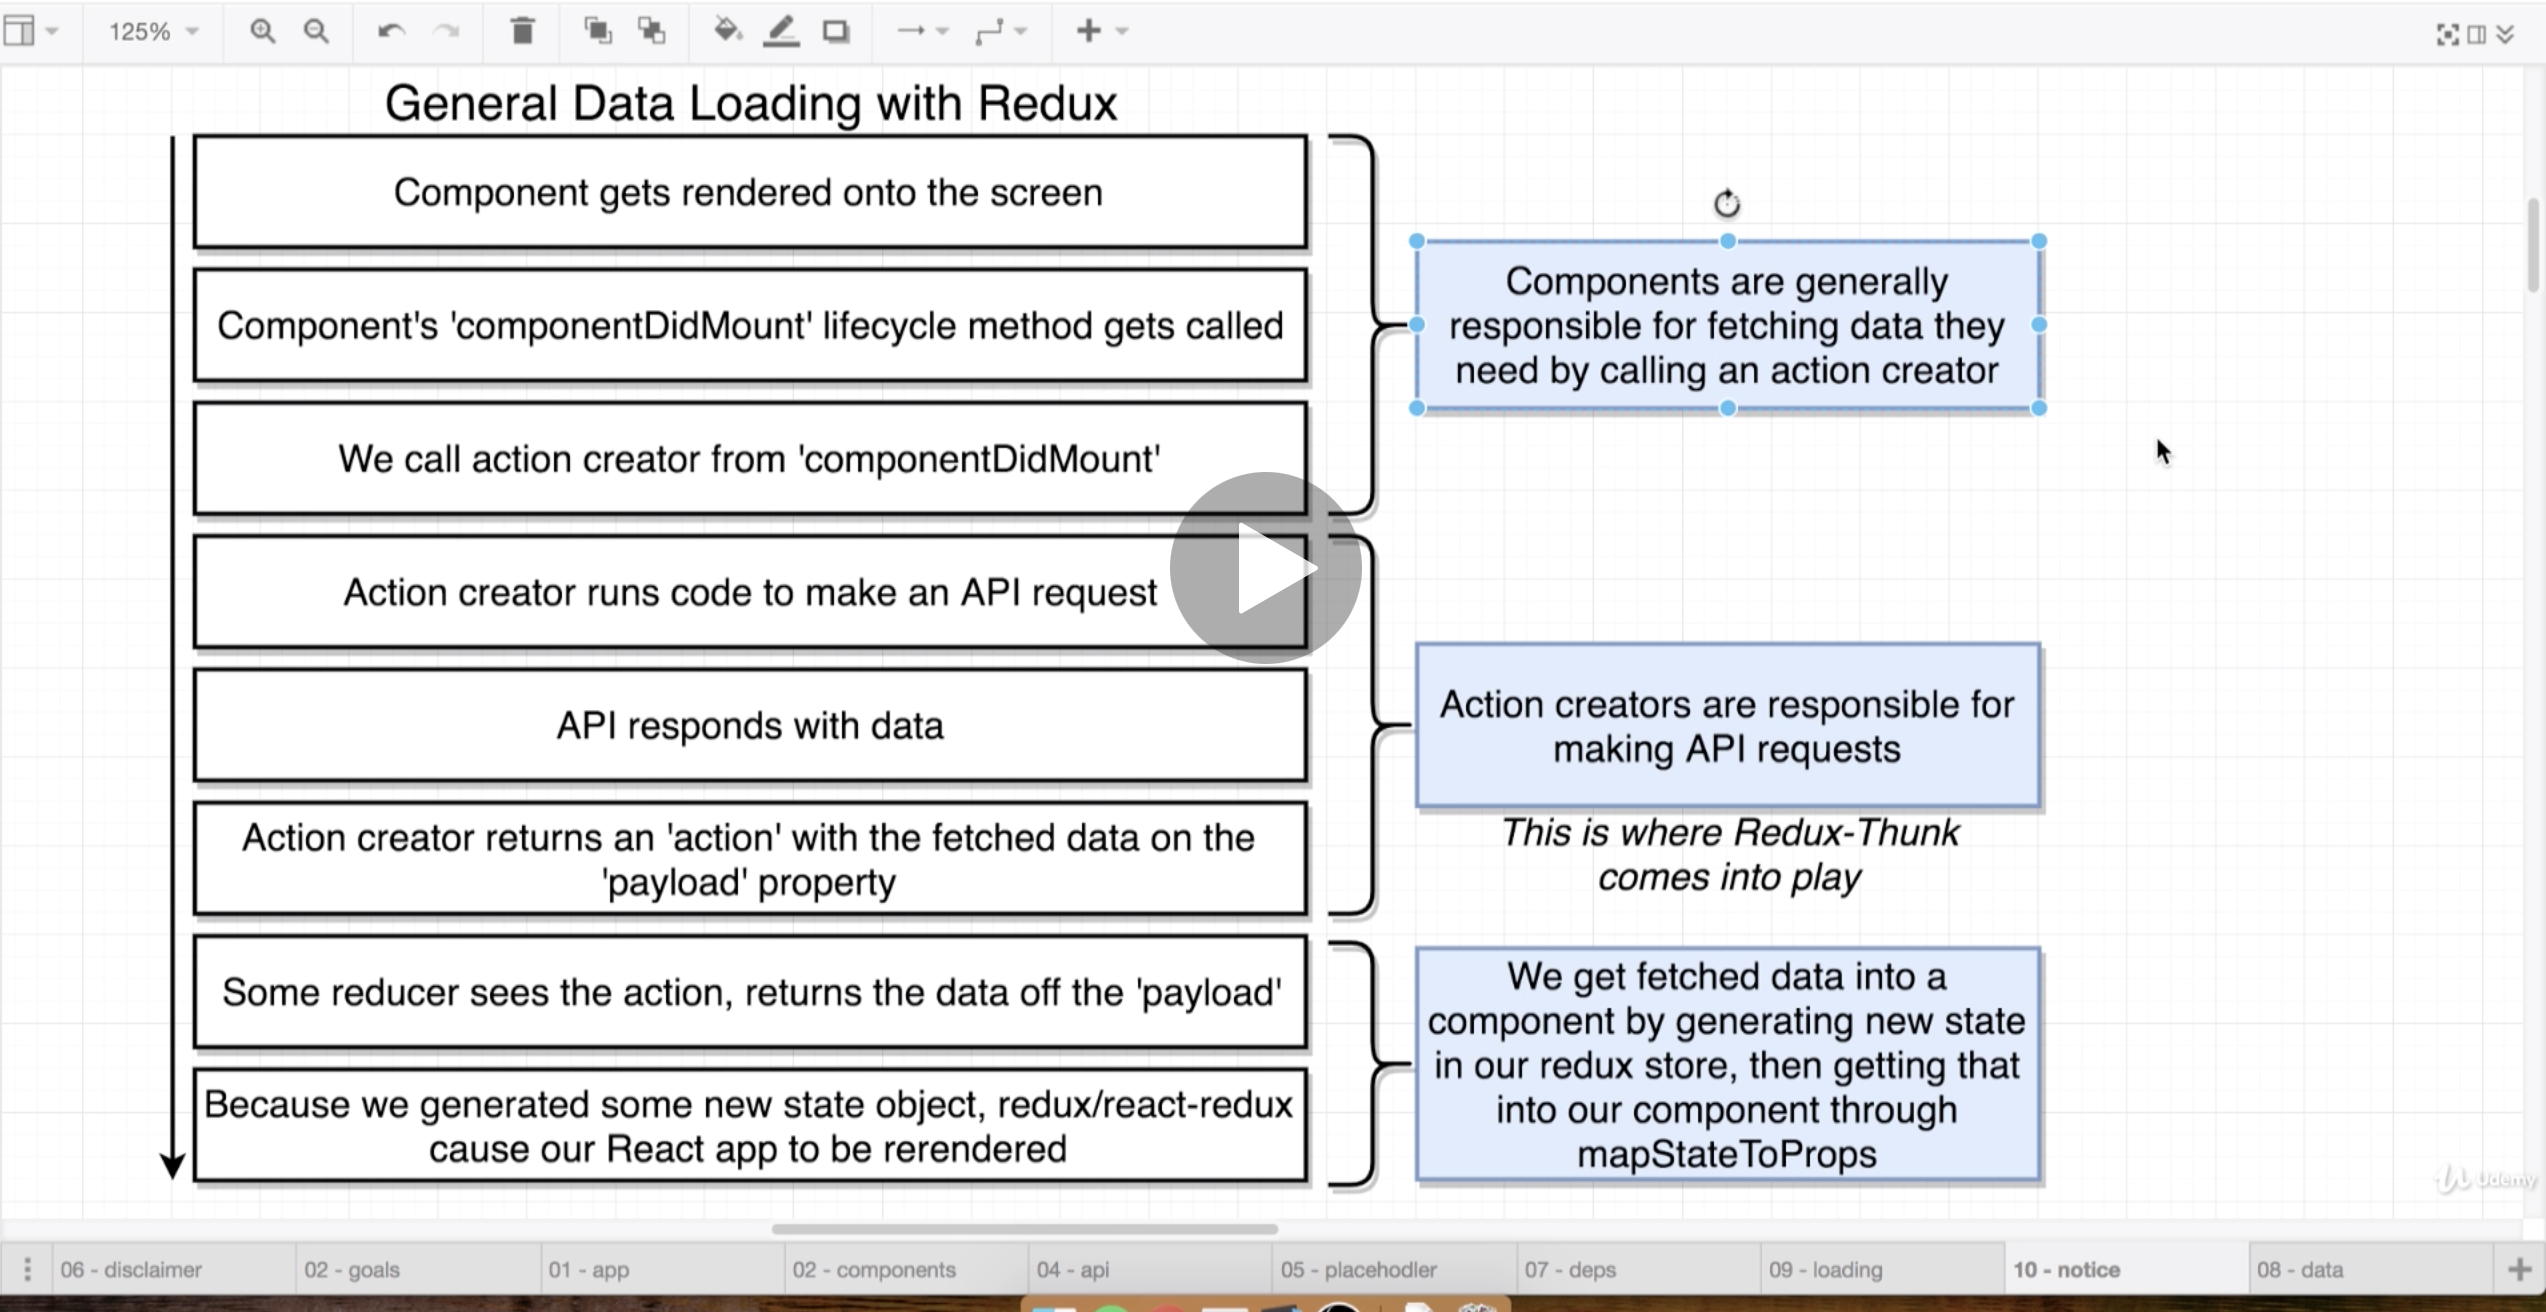 125%
General Data Loading with Redux
Component gets rendered onto the screen
Component's 'componentDidMount' lifecycle method gets called
We call action creator from 'componentDidMount'
Action creator runs code to make an API request
API responds with data
Action creator returns an 'action' with the fetched data on the
'payload' property
Some reducer sees the action, returns the data off the 'payload'
Because we generated some new state object, redux/react-redux
cause our React app to be rerendered
Components are generally
responsible for fetching data they
need by calling an action creator
Action creators are responsible for
making API requests
This is where Redux-Thunk
comes into play
We get fetched data into a
component by generating new state
in our redux store, then getting that
into our component through
mapStateToProps
Udemy
06 - disclaimer
02 - goals
01 - app
02 - components
04 - api
05 - placehodler
07 - deps
09 - loading
10 - notice
08 - data